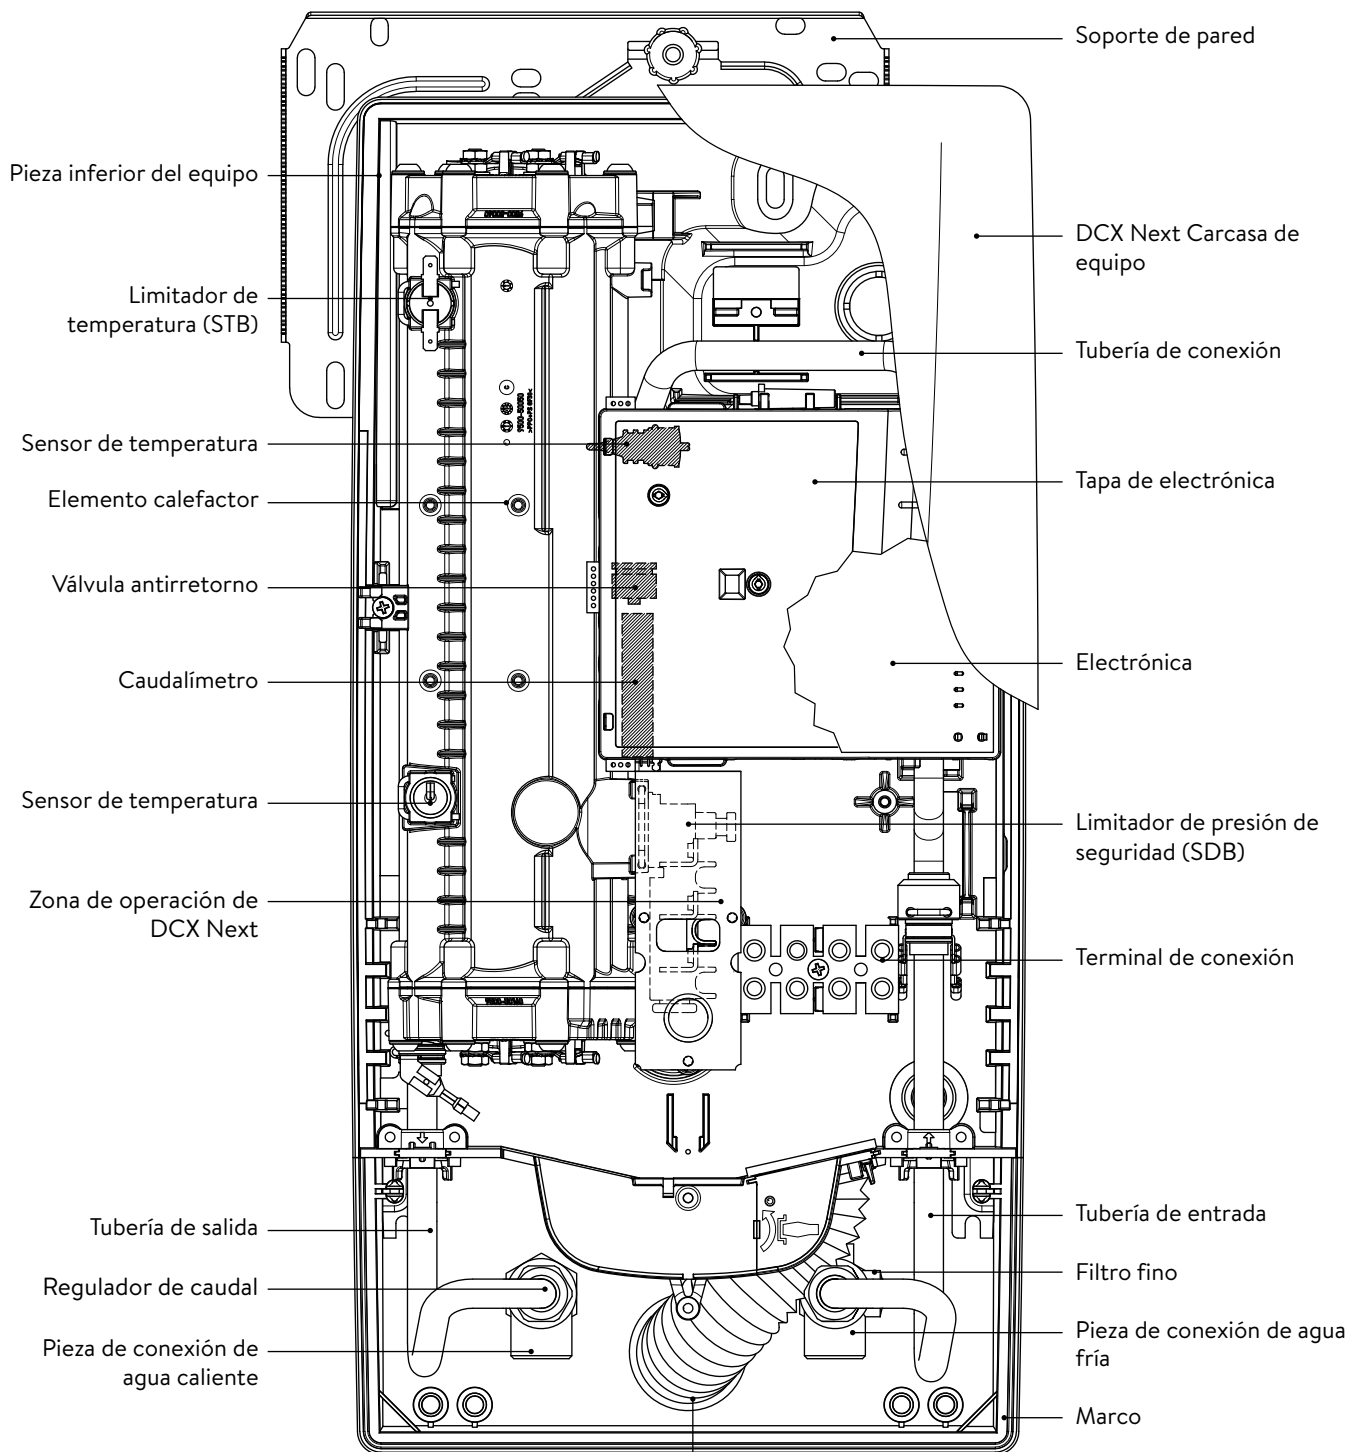 Soporte de pared
Pieza inferior del equipo
DCX Next Carcasa de
equipo
Limitador de
temperatura (STB)
Tubería de conexión
Sensor de temperatura
Tapa de electrónica
Elemento calefactor
Válvula antirretorno
Electrónica
Caudalímetro
Sensor de temperatura
Limitador de presión de
seguridad (SDB)
Zona de operación de
DCX Next
Terminal de conexión
Tubería de salida
Tubería de entrada
Regulador de caudal
Filtro fino
Pieza de conexión de
agua caliente
Pieza de conexión de agua
fría
Marco